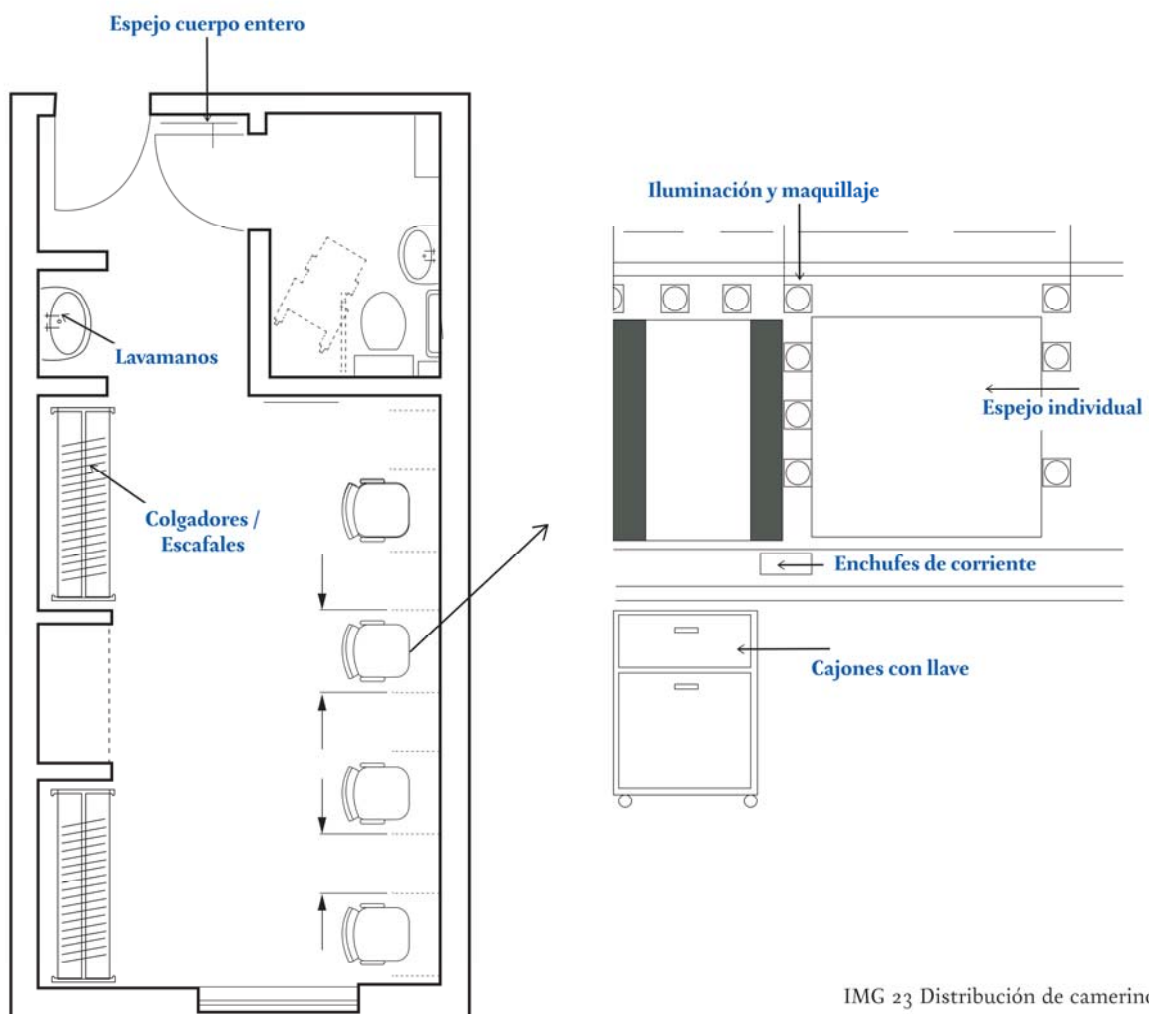 Espejo cuerpo entero
Lavamanos
Colgadores /
Escafales
Iluminación y maquillaje
Espejo individual
Enchufes de corriente
Cajones con llave
IMG 23 Distribución de camerino